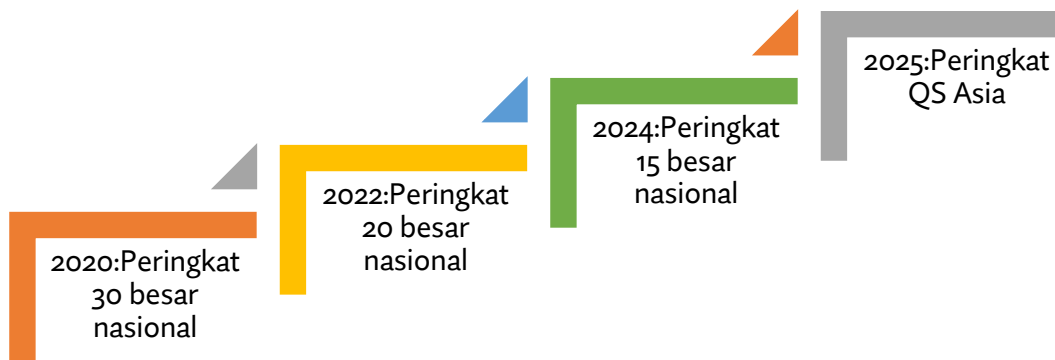 2020:Peringkat
30 besar
nasional
2022:Peringkat
20 besar
nasional
2024:Peringkat
15 besar
nasional
2025:Peringkat
QS Asia